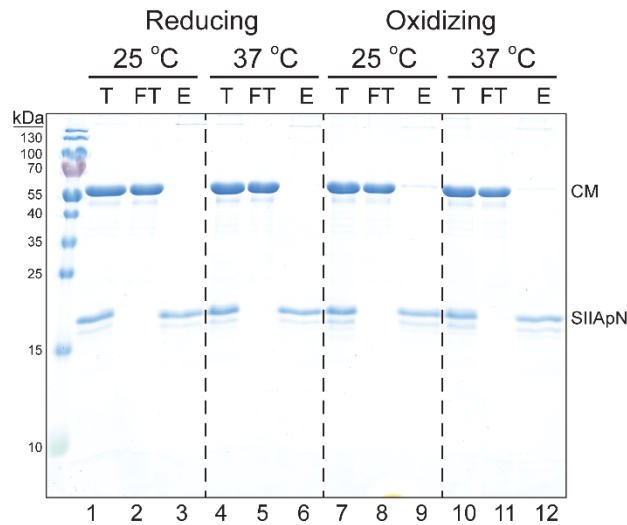 Reducing Oxidizing
25 °C 37 °C 25 °C 37 °C
kDa T FT E T FT E T FT E T FT E
130
100
70
55 CM
40
35
25
SIIApN
15
10
1 2 3 4 5 6 7 8 9 10 11 12